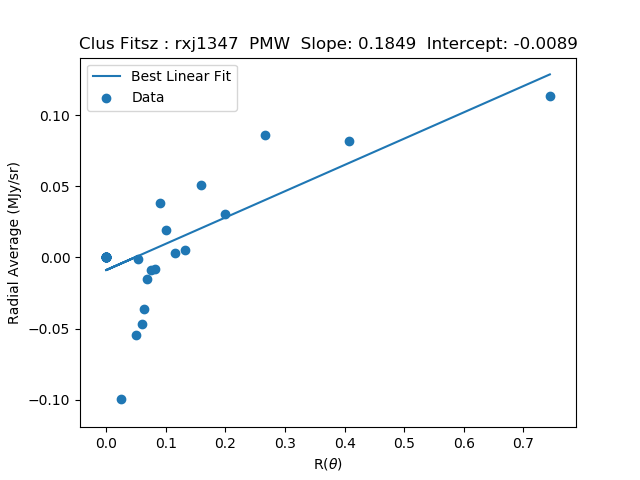 Clus Fitsz : rxj1347  PMW  Slope: 0.1849  Intercept: -0.0089
Best Linear Fit
Data
Radial Average (MJy/sr)
0.10
0.05
0.00
−0.05
−0.10
0.0 0.1 0.2 0.3 0.4 0.5 0.6 0.7
R(θ)